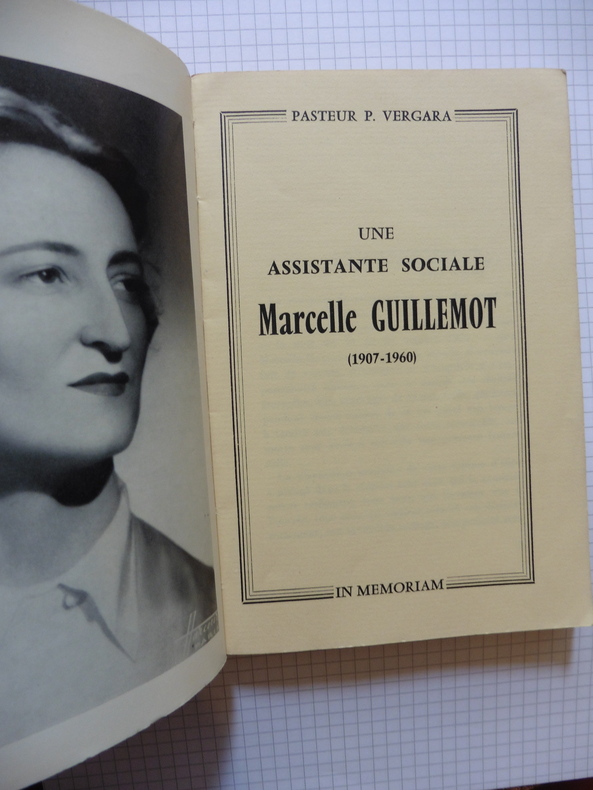 PASTEUR P. VERGARA
UNE
ASSISTANTE SOCIALE
Marcelle GUILLEMOT
(1907-1960)
IN MEMORIAM